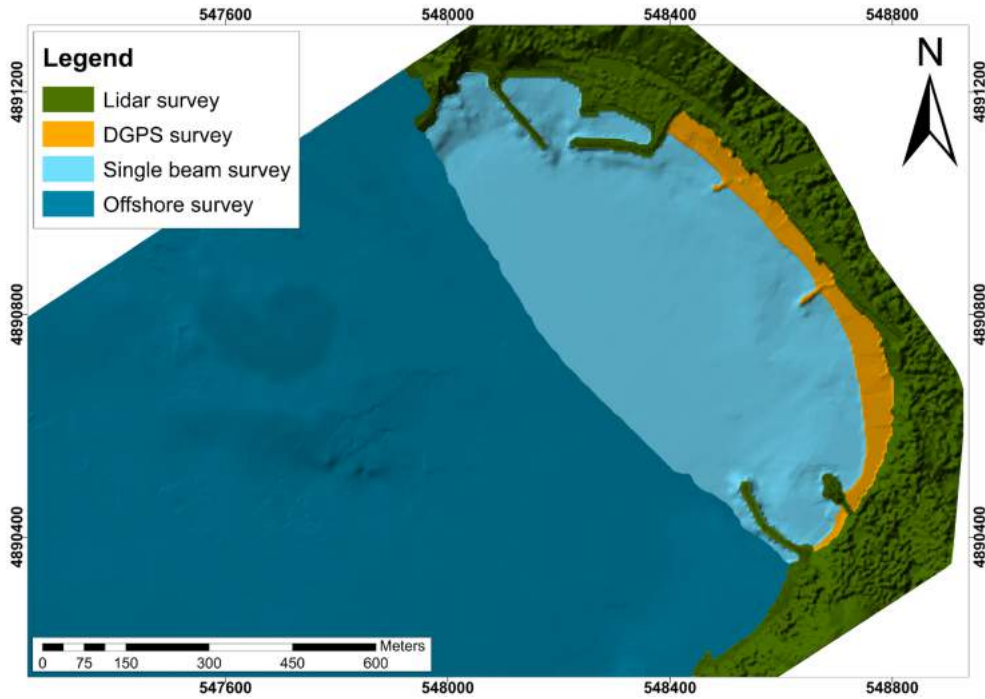 547600 548000 548400 548800
Legend
Lidar survey
DGPS survey
Single beam survey
Offshore survey
N
4891200 4891200
4890800 4890800
4890400 4890400
Meters
0 75 150 300 450 600
547600 548000 548400 548800